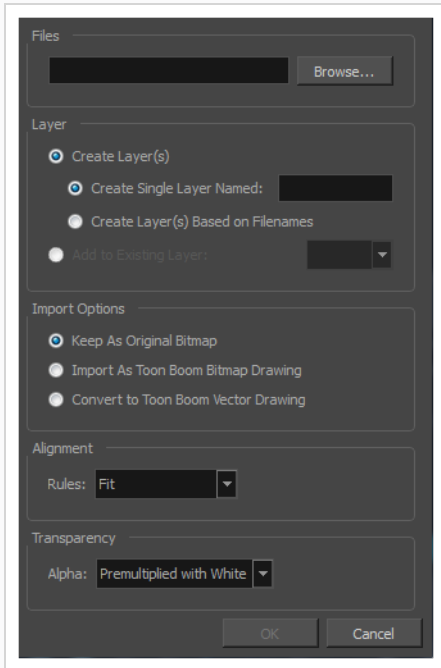 Files
Browse...
Layer
Create Layer(s)
Create Single Layer Named:
Create Layer(s) Based on Filenames
Add to Existing Layer:
Import Options
Keep As Original Bitmap
Import As Toon Boom Bitmap Drawing
Convert to Toon Boom Vector Drawing
Alignment
Rules: Fit
Transparency
Alpha: Premultiplied with White
OK Cancel